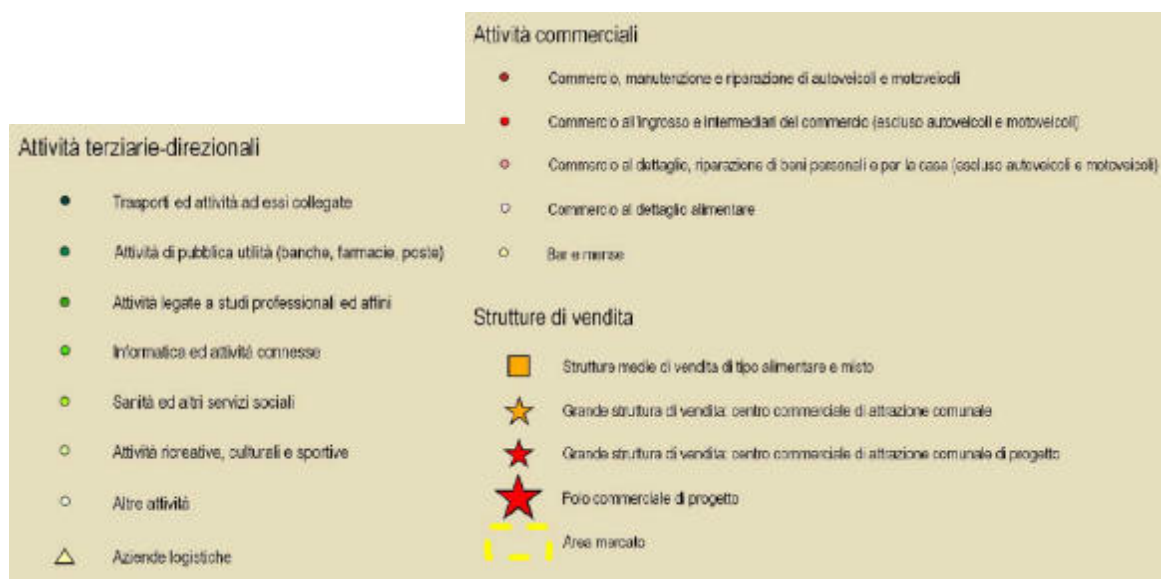 Attività commerciali
Commercio, manutenzione e riparazione di autoveicoli e motoveicoli
Commercio all'ingrosso e intermediari del commercio (escluso autoveicoli e motoveicoli)
Commercio al dettaglio, riparazione di beni personali e per la casa (escluso autoveicoli e motoveicoli)
Commercio al dettaglio alimentare
Bar e mense
Attività terziarie-direzionali
Trasporti ed attività ad essi collegate
Attività di pubblica utilità (banche, farmacie, poste)
Attività legate a studi professionali ed affini
Informatica ed attività connesse
Sanità ed altri servizi sociali
Attività ricreative, culturali e sportive
Altre attività
Aziende logistiche
Strutture di vendita
Strutture medie di vendita di tipo alimentare e misto
Grande struttura di vendita: centro commerciale di attrazione comunale
Grande struttura di vendita: centro commerciale di attrazione comunale di progetto
Polo commerciale di progetto
Area mercato